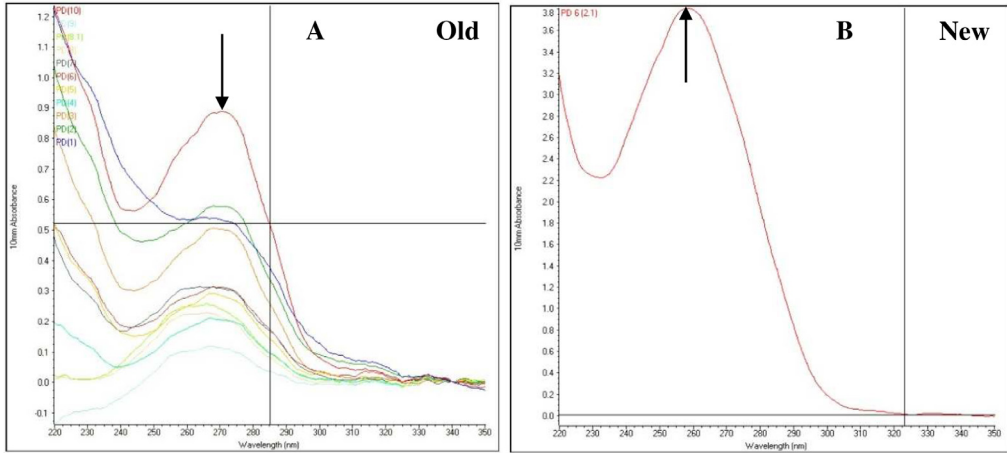 PD(10)
PD(8.1)
PD(7)
PD(6)
PD(5)
PD(4)
PD(3)
PD(2)
PD(1)
A
Old
10mm Absorbance
1.2
1.1
1.0
0.9
0.8
0.7
0.6
0.5
0.4
0.3
0.2
0.1
0.0
-0.1
220 230 240 250 260 270 280 290 300 310 320 330 340 350
Wavelength (nm)
PD 6 (2.1)
B
New
10mm Absorbance
3.8
3.6
3.4
3.2
3.0
2.8
2.6
2.4
2.2
2.0
1.8
1.6
1.4
1.2
1.0
0.8
0.6
0.4
0.2
0.0
220 230 240 250 260 270 280 290 300 310 320 330 340 350
Wavelength (nm)